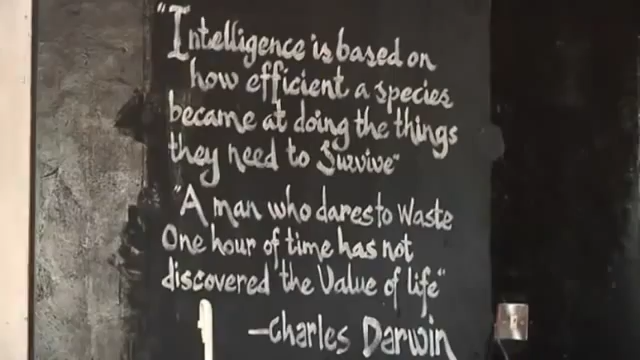 "Intelligence is based on
how efficient a species
became at doing the things
they need to Survive"
"A man who dares to Waste
One hour of time has not
discovered the Value of life"
-Charles Darwin